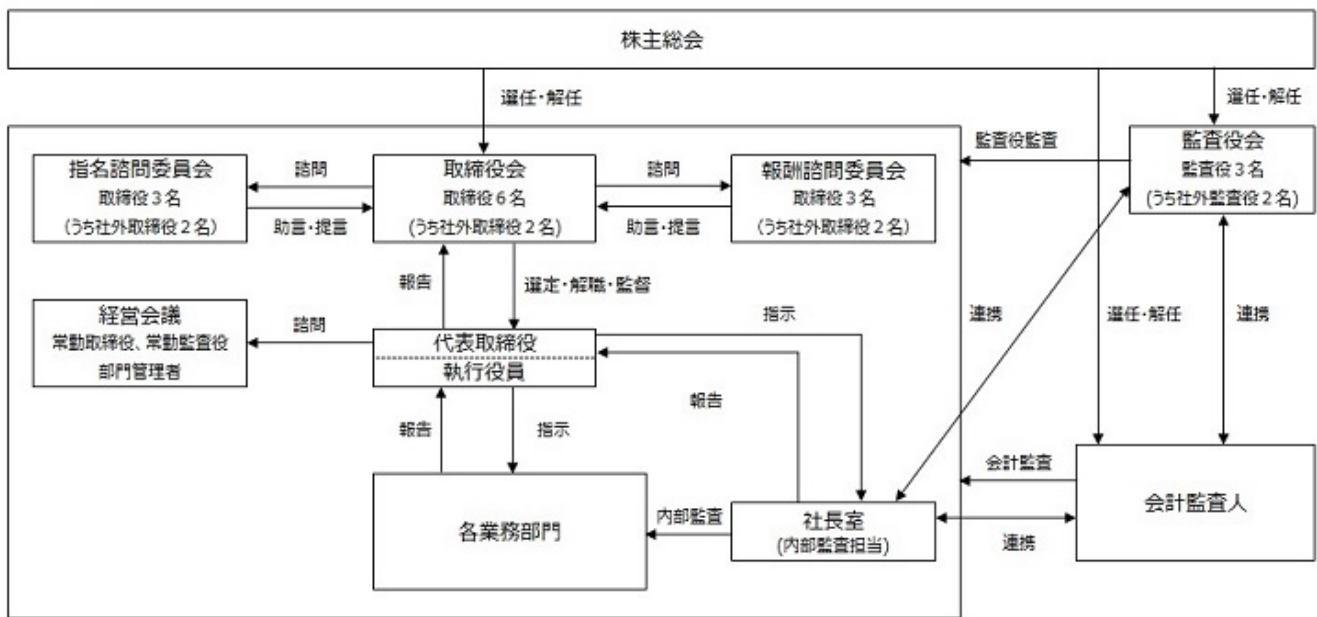 株主総会
選任・解任
選任・解任
監査役監査
監査役会
監査役3名
(うち社外監査役2名)
指名諮問委員会
取締役3名
(うち社外取締役2名)
諮問
助言・提言
取締役会
取締役6名
(うち社外取締役2名)
諮問
助言・提言
報酬諮問委員会
取締役3名
(うち社外取締役2名)
報告
選定・解職・監督
経営会議
常勤取締役、常勤監査役
部門管理者
諮問
代表取締役
執行役員
指示
連携
選任・解任
連携
報告
報告
指示
各業務部門
内部監査
社長室
(内部監査担当)
会計監査
連携
会計監査人